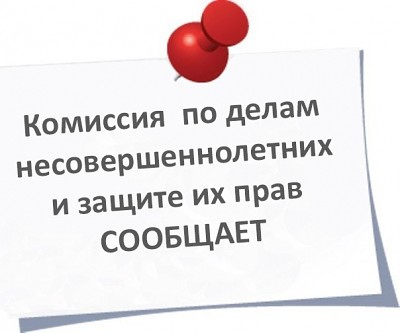 Комиссия по делам
несовершеннолетних
и защите их прав
СООБЩАЕТ